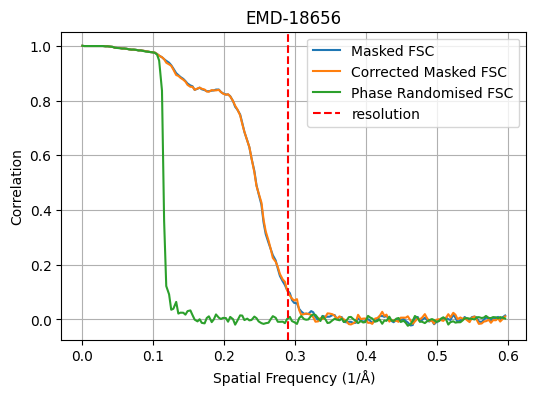 EMD-18656
Masked FSC
Corrected Masked FSC
Phase Randomised FSC
resolution
Correlation
1.0
0.8
0.6
0.4
0.2
0.0
0.0 0.1 0.2 0.3 0.4 0.5 0.6
Spatial Frequency (1/Å)